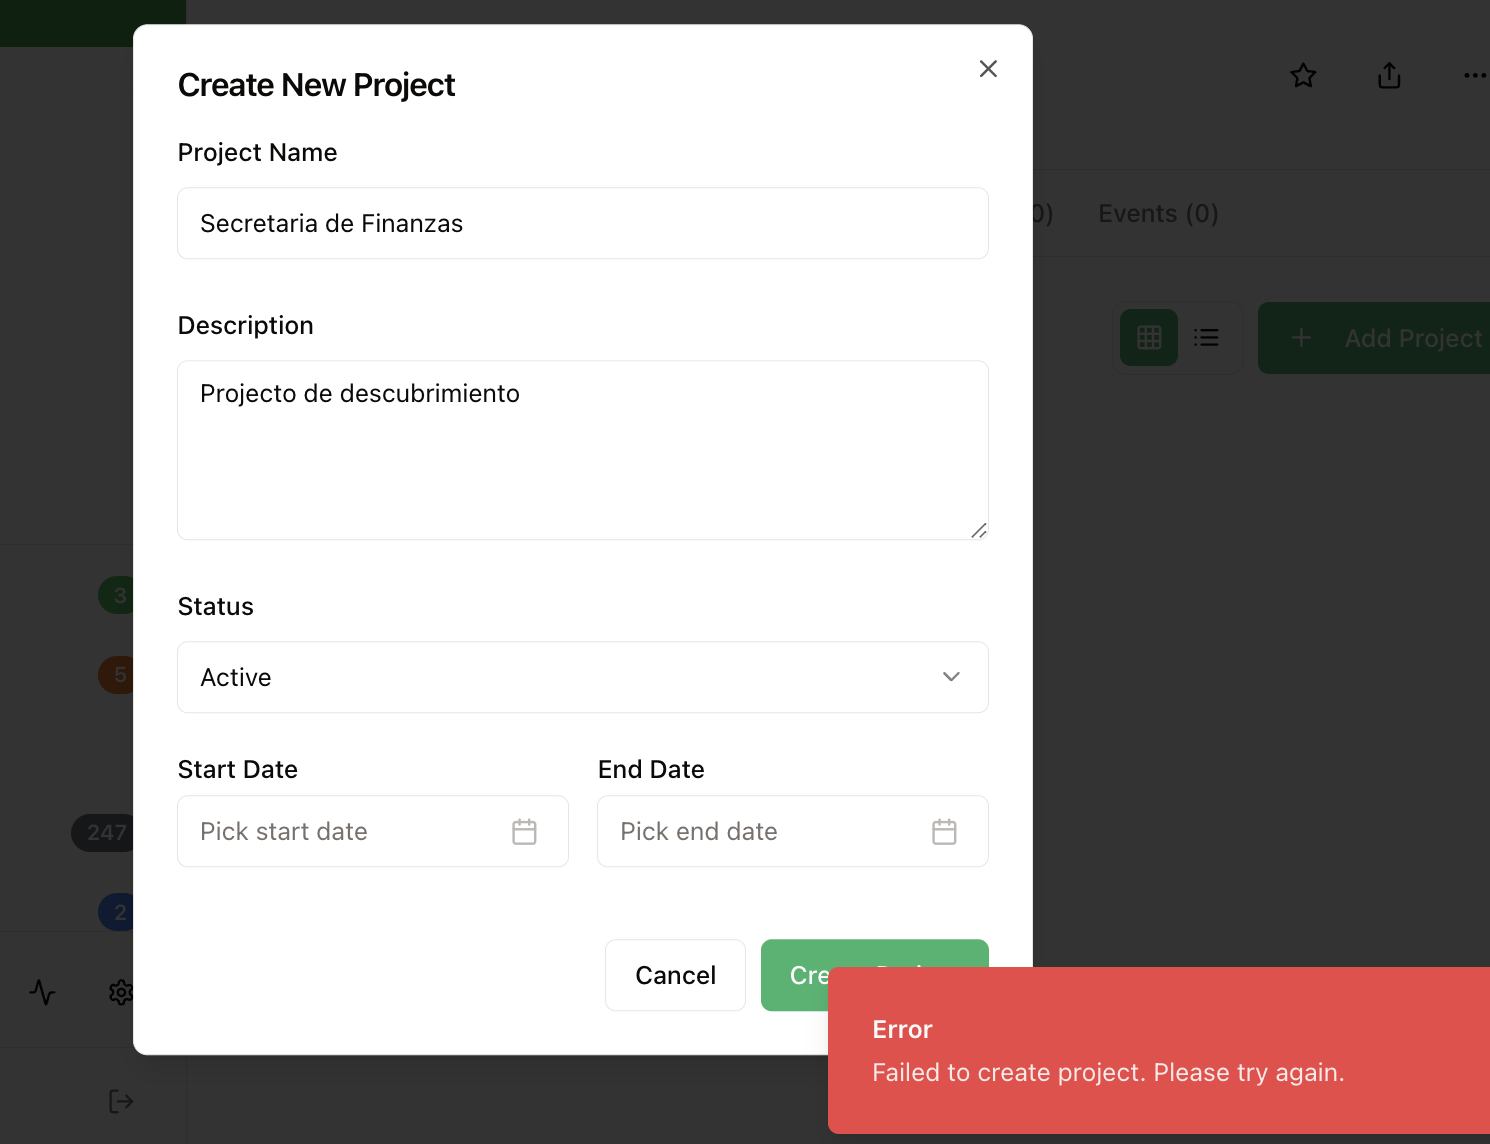 Create New Project
Project Name
Secretaria de Finanzas
Description
Projecto de descubrimiento
Status
Active
Start Date
End Date
Pick start date
Pick end date
Cancel
Error
Failed to create project. Please try again.
0)
Events (0)
Add Project
3
5
247
2